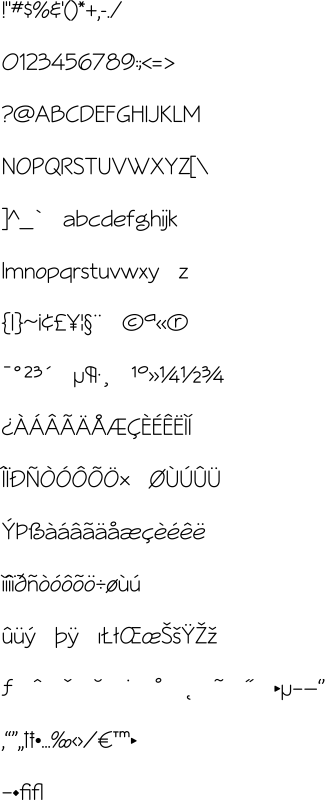 !"#$%&'()*+,-./
0123456789:;<=>
?@ABCDEFGHIJKLM
NOPQRSTUVWXYZ[\
]^_` abcdefghijk
lmnopqrstuvwxy z
{|}~¡¢£¥¦§¨ ©ª«®
¯°²³´ µ¶·¸ ¹º»¼½¾
¿ÀÁÂÃÄÅÆÇÈÉÊËÌÍ
ÎÏÐÑÒÓÔÕÖ× ØÙÚÛÜ
ÝÞßàáâãäåæçèéêë
ìíîïðñòóôõö÷øùú
ûüý þÿ ıŁłŒœŠšŸŽž
ƒ ˆ ˇ ˘ ˙ ˚ ˛ ˜ ˝ ▸μ–—“
‚“”„†‡•…‰‹›⁄€™▸
−◆fifl